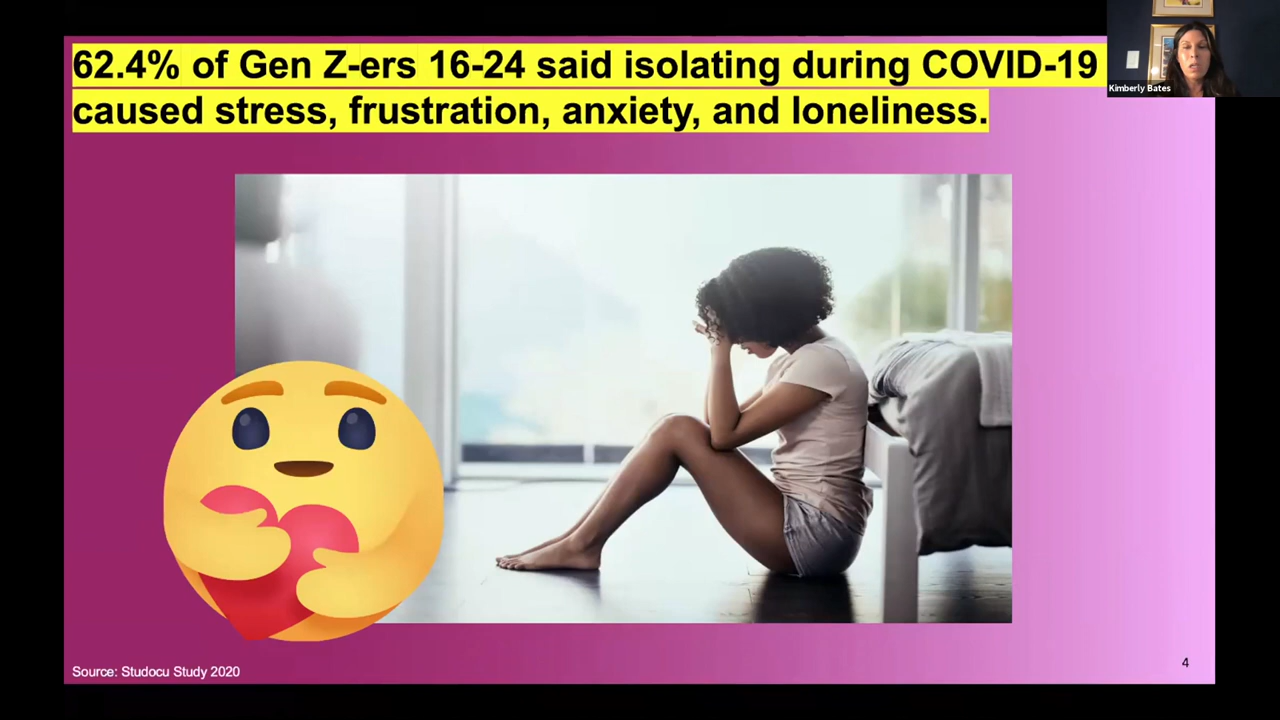 62.4% of Gen Z-ers 16-24 said isolating during COVID-19
caused stress, frustration, anxiety, and loneliness.
Kimberly Bates
Source: Studocu Study 2020
4